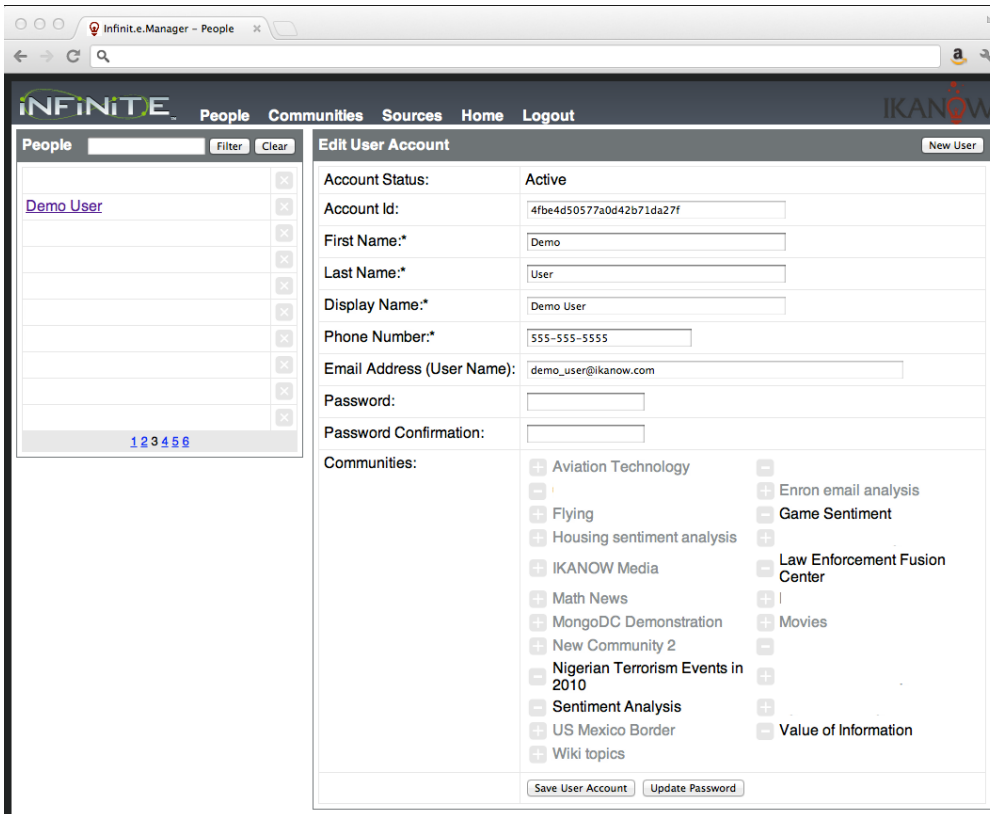 Infinit.e.Manager – People
iNFiNiT.E
People Communities Sources Home Logout
IKANOW
People Filter Clear
Demo User
1 2 3 4 5 6
Edit User Account New User
Account Status: Active
Account Id: 4fbe4d50577a0d42b71da27f
First Name:* Demo
Last Name:* User
Display Name:* Demo User
Phone Number:* 555-555-5555
Email Address (User Name): demo_user@ikanow.com
Password:
Password Confirmation:
Communities:
Aviation Technology
Enron email analysis
Flying Game Sentiment
Housing sentiment analysis
IKANOW Media Law Enforcement Fusion
Center
Math News
MongoDC Demonstration Movies
New Community 2
Nigerian Terrorism Events in
2010
Sentiment Analysis
US Mexico Border Value of Information
Wiki topics
Save User Account Update Password